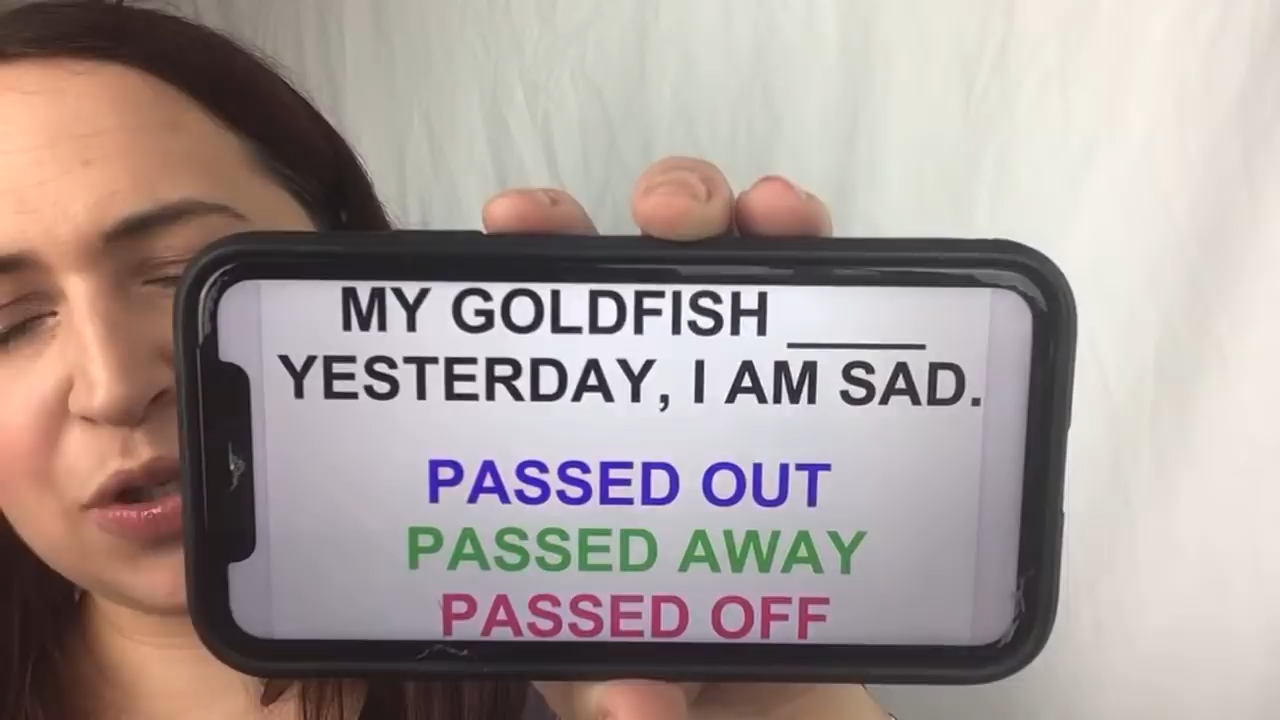 MY GOLDFISH _____
YESTERDAY, I AM SAD.
PASSED OUT
PASSED AWAY
PASSED OFF